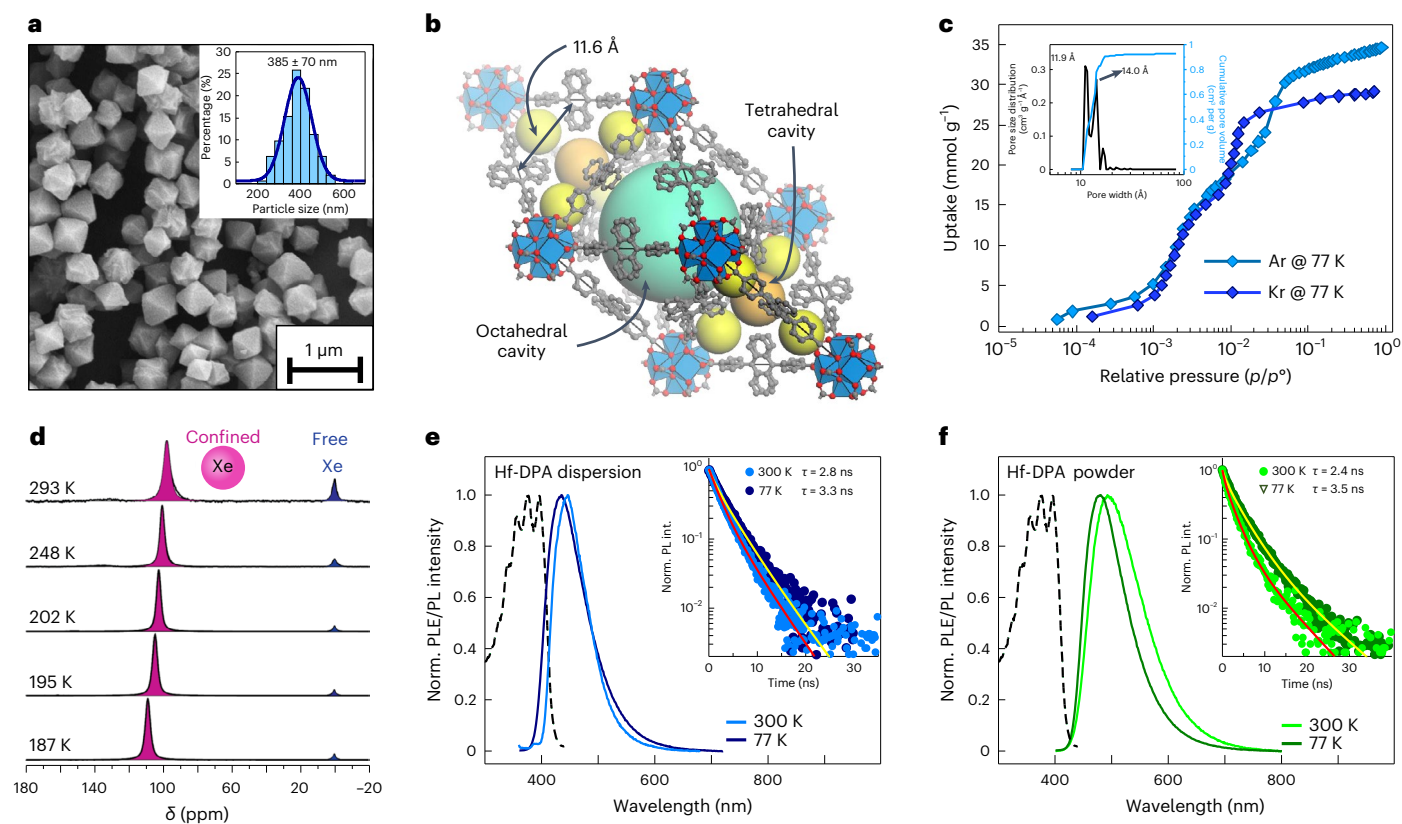 a
30
25
20
15
10
5
0
Percentage (%)
385 ± 70 nm
200
400
600
Particle size (nm)
1 μm
b
11.6 Å
Tetrahedral
cavity
Octahedral
cavity
c
35
30
25
20
15
10
5
0
Uptake (mmol g⁻¹)
11.9 Å
14.0 Å
0.3
0.2
0.1
0
Pore size distribution
(cm³ g⁻¹ Å⁻¹)
1
0.8
0.6
0.4
0.2
0
Cumulative pore volume
(cm³ per g)
10
100
Pore width (Å)
Ar @ 77 K
Kr @ 77 K
10⁻⁵
10⁻⁴
10⁻³
10⁻²
10⁻¹
10⁰
Relative pressure (p/p°)
d
Confined
Xe
Free
Xe
293 K
248 K
202 K
195 K
187 K
180
140
100
60
20
−20
δ (ppm)
e
Hf-DPA dispersion
1.0
0.8
0.6
0.4
0.2
0
Norm. PLE/PL intensity
10⁰
10⁻¹
10⁻²
Norm. PL int.
300 K τ = 2.8 ns
77 K τ = 3.3 ns
0
10
20
30
Time (ns)
300 K
77 K
400
600
800
Wavelength (nm)
f
Hf-DPA powder
1.0
0.8
0.6
0.4
0.2
0
Norm. PLE/PL intensity
10⁰
10⁻¹
10⁻²
Norm. PL int.
300 K τ = 2.4 ns
77 K τ = 3.5 ns
0
10
20
30
Time (ns)
300 K
77 K
400
600
800
Wavelength (nm)